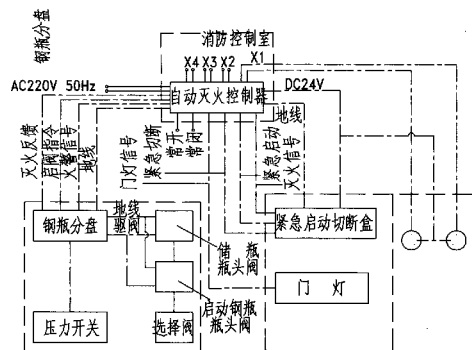 钢瓶分盘
消防控制室
X1
X4 X3 X2
AC220V 50Hz
DC24V
自动灭火控制器
灭火反馈
启阀指令
火警信号
地线
门灯信号
紧急切断
常开
常闭
紧急启动
灭火信号
地线
钢瓶分盘
地线
驱阀
储瓶
瓶头阀
紧急启动切断盒
启动钢瓶
瓶头阀
门灯
压力开关
选择阀